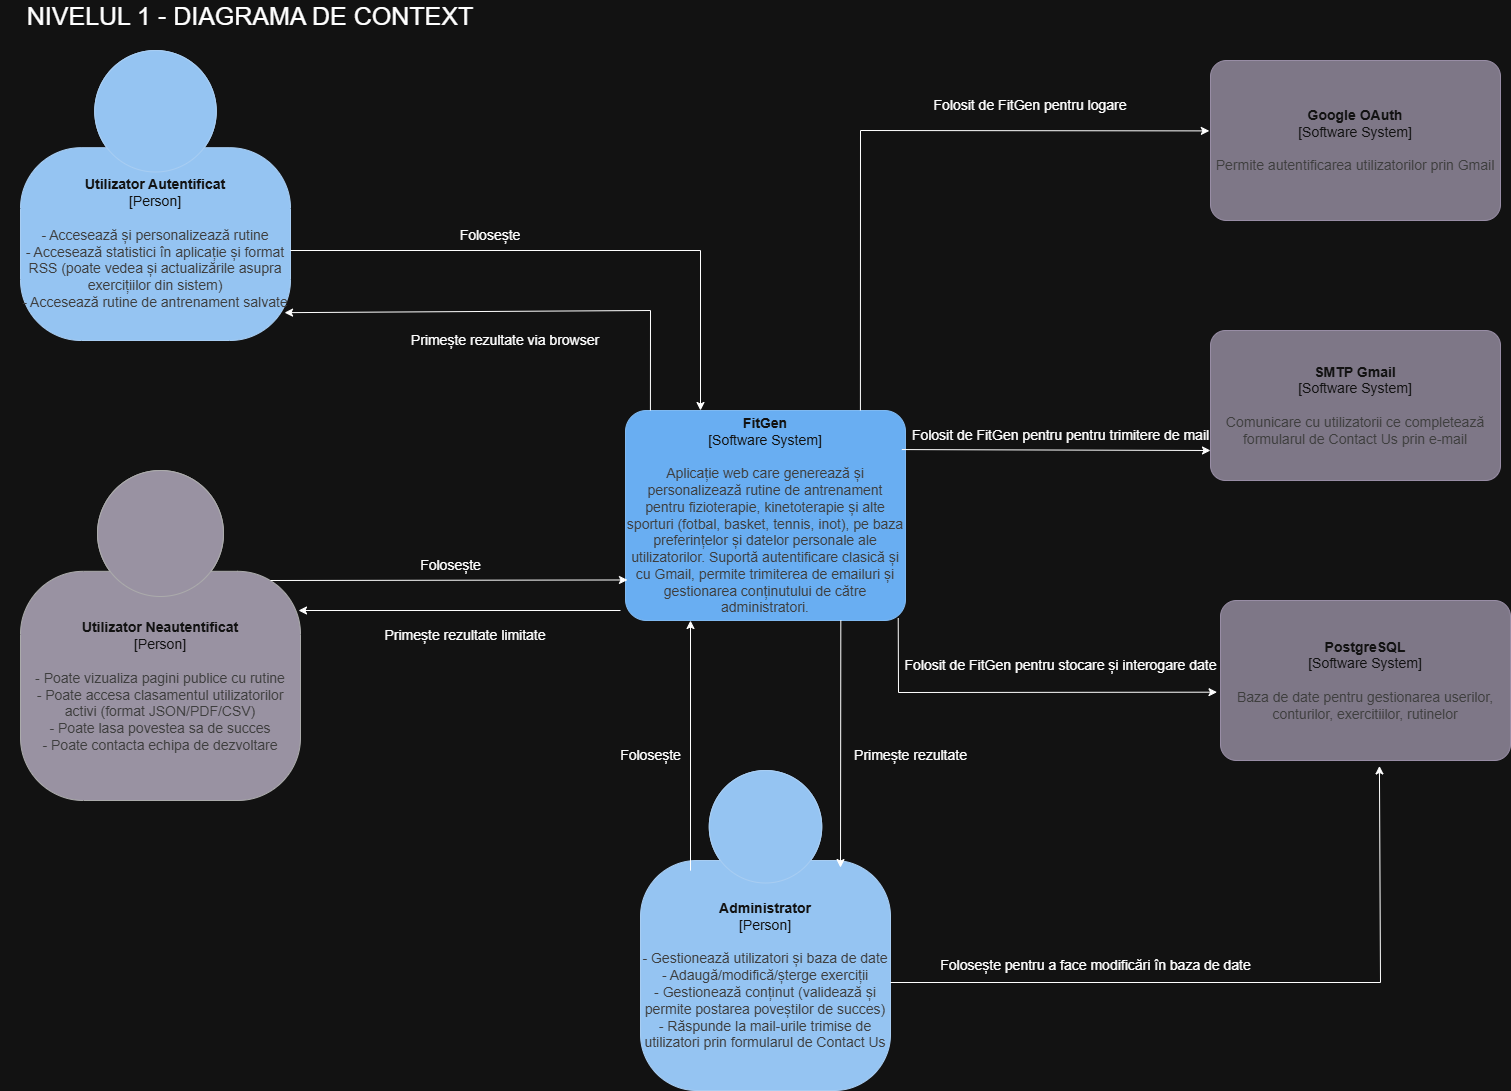 NIVELUL 1 - DIAGRAMA DE CONTEXT
Utilizator Autentificat
[Person]
- Accesează și personalizează rutine
- Accesează statistici în aplicație și format
RSS (poate vedea și actualizările asupra
exercițiilor din sistem)
- Accesează rutine de antrenament salvate
Folosește
Primește rezultate via browser
Folosit de FitGen pentru logare
Google OAuth
[Software System]
Permite autentificarea utilizatorilor prin Gmail
SMTP Gmail
[Software System]
Comunicare cu utilizatorii ce completează
formularul de Contact Us prin e-mail
FitGen
[Software System]
Aplicație web care generează și
personalizează rutine de antrenament
pentru fizioterapie, kinetoterapie și alte
sporturi (fotbal, basket, tennis, inot), pe baza
preferințelor și datelor personale ale
utilizatorilor. Suportă autentificare clasică și
cu Gmail, permite trimiterea de emailuri și
gestionarea conținutului de către
administratori.
Folosit de FitGen pentru pentru trimitere de mail
Utilizator Neautentificat
[Person]
- Poate vizualiza pagini publice cu rutine
- Poate accesa clasamentul utilizatorilor
activi (format JSON/PDF/CSV)
- Poate lasa povestea sa de succes
- Poate contacta echipa de dezvoltare
Folosește
Primește rezultate limitate
Folosit de FitGen pentru stocare și interogare date
PostgreSQL
[Software System]
Baza de date pentru gestionarea userilor,
conturilor, exercitiilor, rutinelor
Folosește
Primește rezultate
Administrator
[Person]
- Gestionează utilizatori și baza de date
- Adaugă/modifică/șterge exerciții
- Gestionează conținut (validează și
permite postarea poveștilor de succes)
- Răspunde la mail-urile trimise de
utilizatori prin formularul de Contact Us
Folosește pentru a face modificări în baza de date